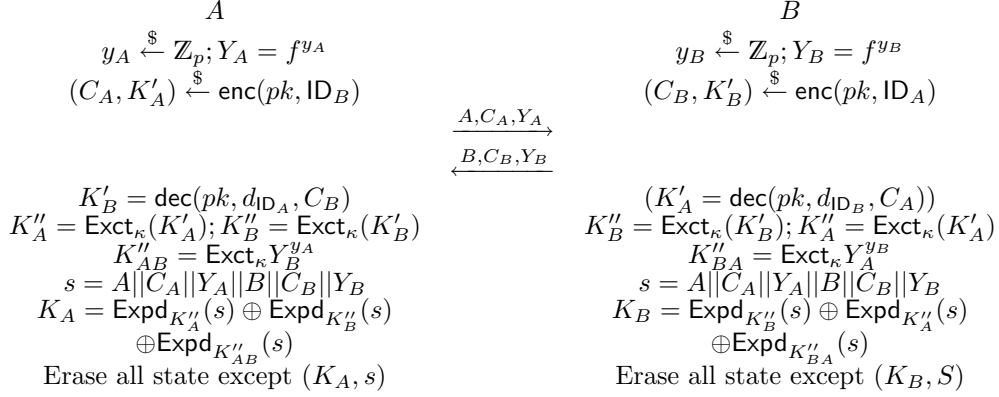 A B
y_A ←$ ℤ_p; Y_A = f^{y_A} y_B ←$ ℤ_p; Y_B = f^{y_B}
(C_A, K'_A) ←$ enc(pk, ID_B) (C_B, K'_B) ←$ enc(pk, ID_A)
A,C_A,Y_A
B,C_B,Y_B
K'_B = dec(pk, d_{ID_A}, C_B) (K'_A = dec(pk, d_{ID_B}, C_A))
K''_A = Exct_κ(K'_A); K''_B = Exct_κ(K'_B) K''_B = Exct_κ(K'_B); K''_A = Exct_κ(K'_A)
K''_{AB} = Exct_κ Y_B^{y_A} K''_{BA} = Exct_κ Y_A^{y_B}
s = A||C_A||Y_A||B||C_B||Y_B s = A||C_A||Y_A||B||C_B||Y_B
K_A = Expd_{K''_A}(s) ⊕ Expd_{K''_B}(s) K_B = Expd_{K''_B}(s) ⊕ Expd_{K''_A}(s)
⊕Expd_{K''_{AB}}(s) ⊕Expd_{K''_{BA}}(s)
Erase all state except (K_A, s) Erase all state except (K_B, S)